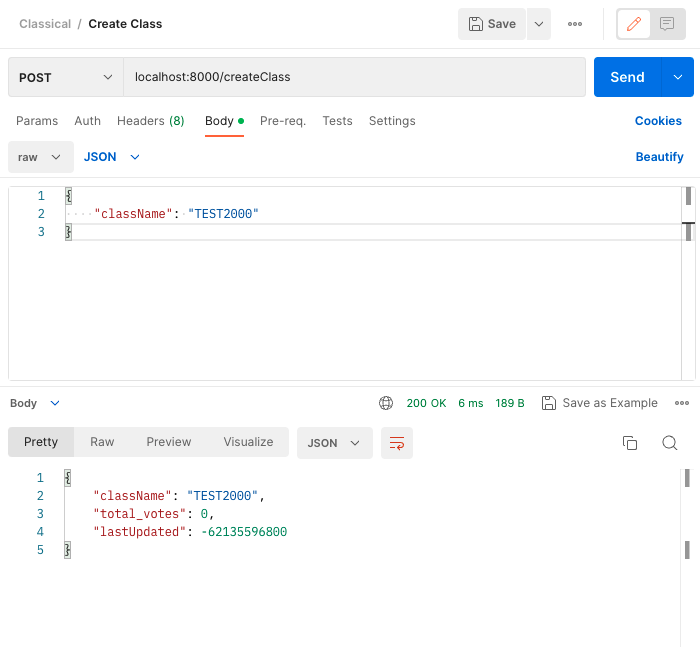 Classical / Create Class
Save
POST
localhost:8000/createClass
Send
Params Auth Headers (8) Body Pre-req. Tests Settings Cookies
raw JSON Beautify
1 {
2 ····"className":·"TEST2000"
3 }
Body 200 OK 6 ms 189 B Save as Example
Pretty Raw Preview Visualize JSON
1 {
2 "className": "TEST2000",
3 "total_votes": 0,
4 "lastUpdated": -62135596800
5 }